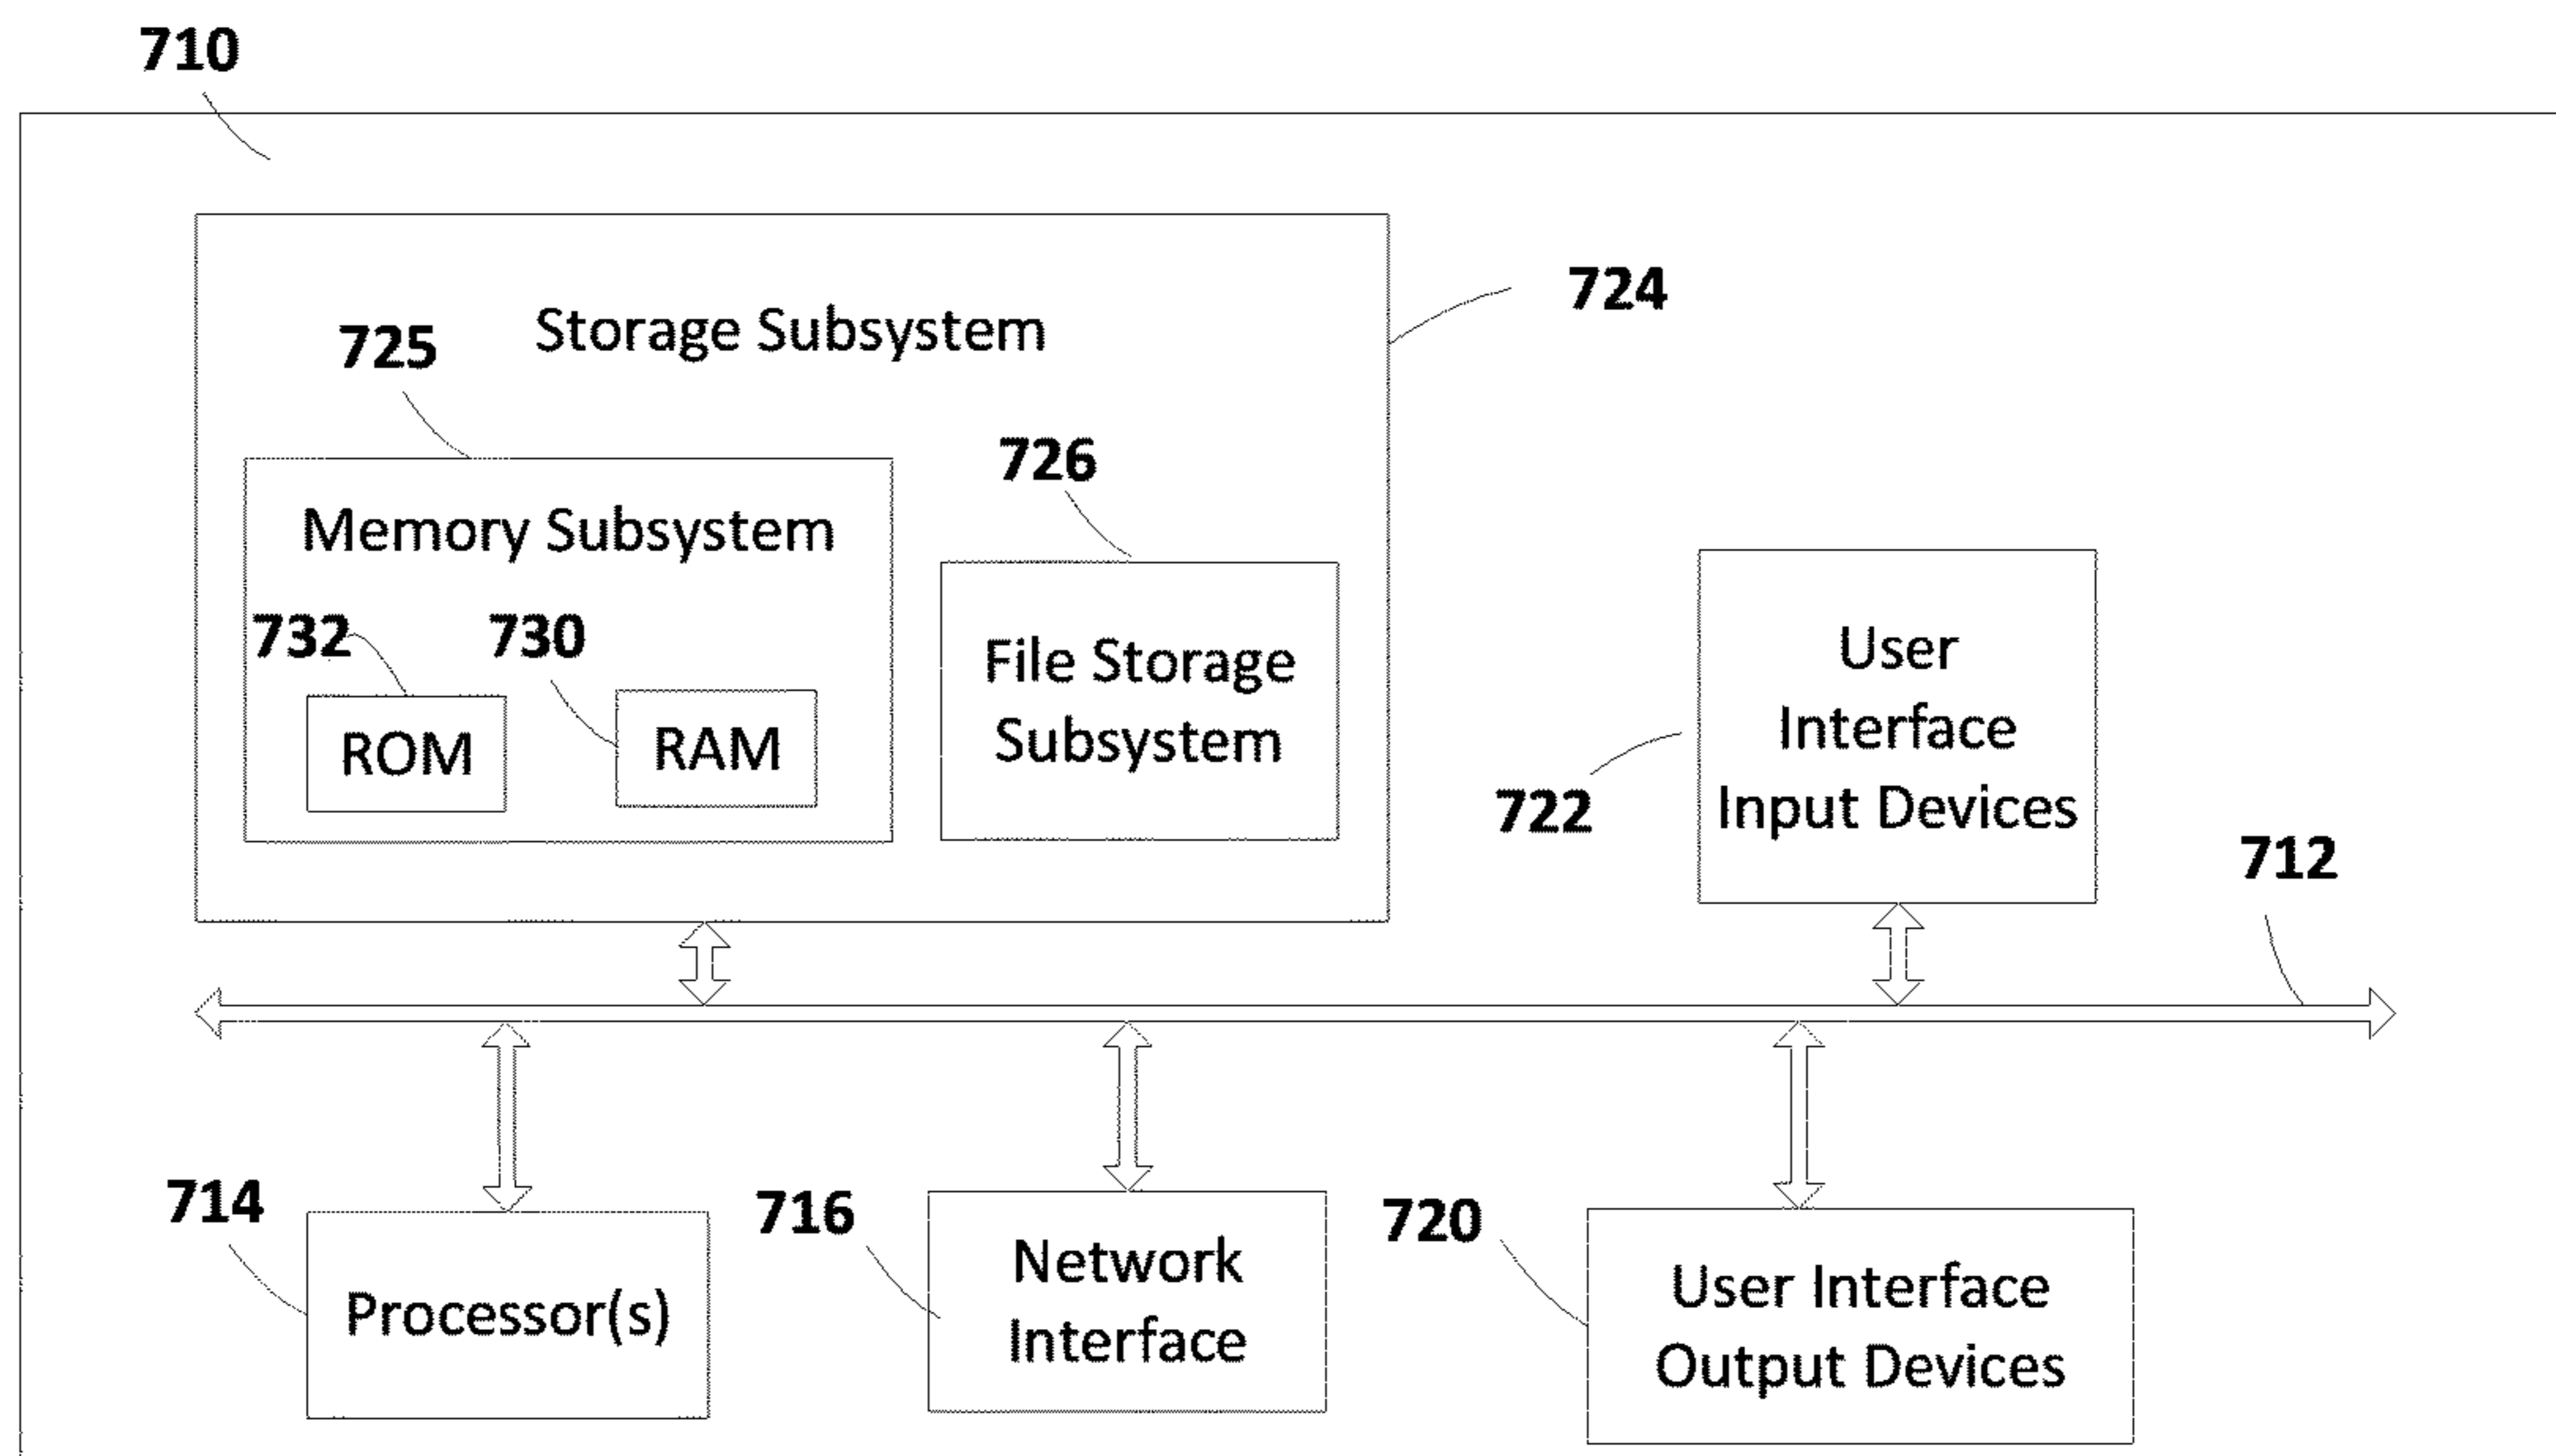 710
724
Storage Subsystem
725
726
Memory Subsystem
732
730
ROM
RAM
File Storage
Subsystem
User
Interface
Input Devices
722
712
714
Processor(s)
716
Network
Interface
720
User Interface
Output Devices